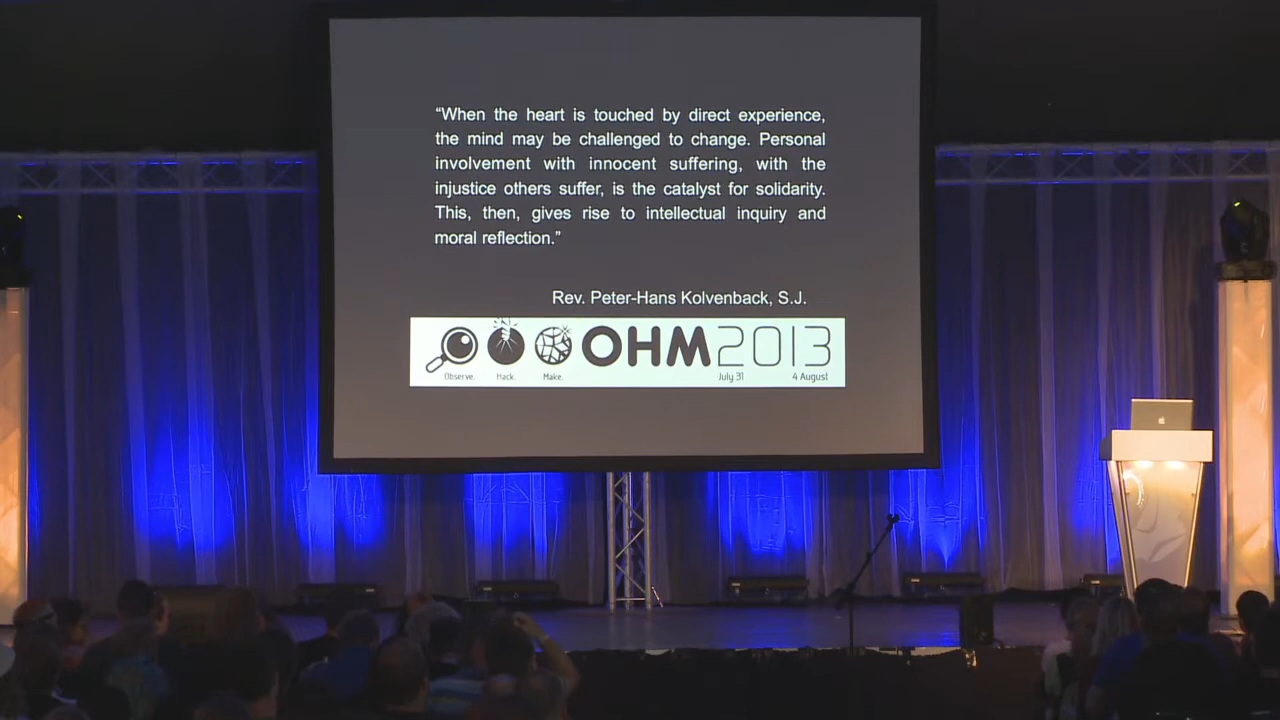 “When the heart is touched by direct experience,
the mind may be challenged to change. Personal
involvement with innocent suffering, with the
injustice others suffer, is the catalyst for solidarity.
This, then, gives rise to intellectual inquiry and
moral reflection.”
Rev. Peter-Hans Kolvenback, S.J.
OHM2013
Observe. Hack. Make. July 31 4 August